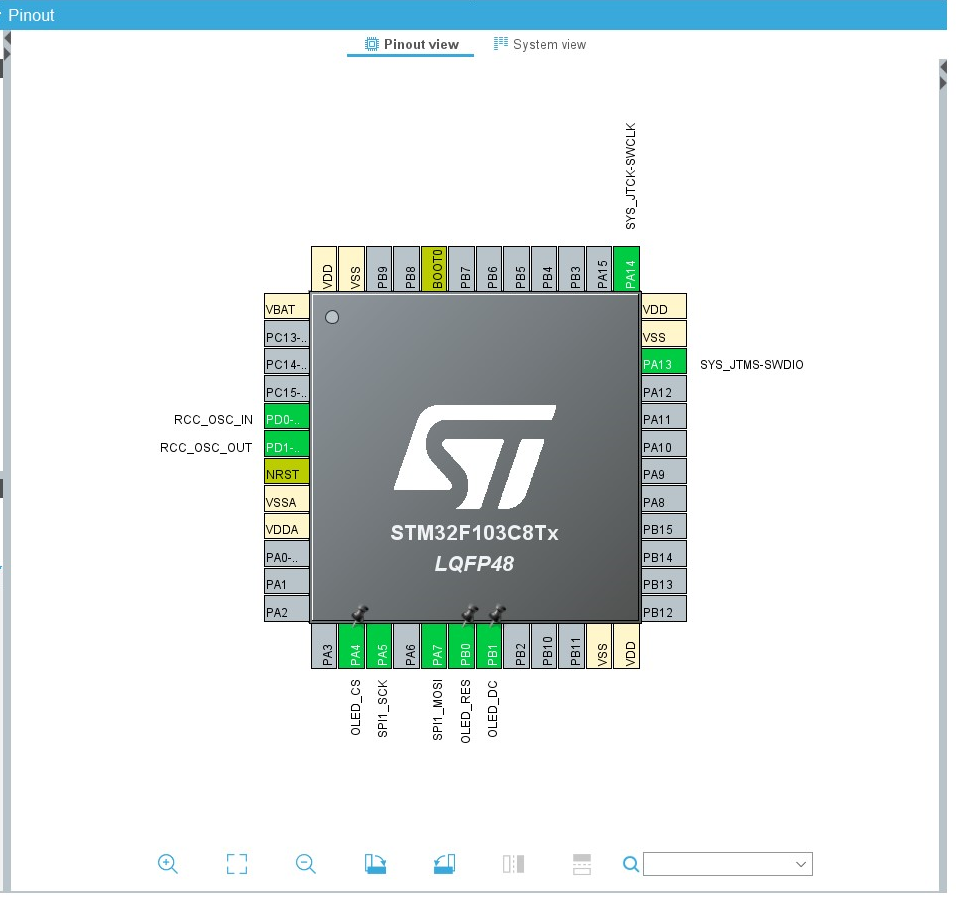 Pinout
Pinout view
System view
SYS_JTCK-SWCLK
VDD
VSS
PB9
PB8
BOOT0
PB7
PB6
PB5
PB4
PB3
PA15
PA14
VBAT
PC13-..
PC14-..
PC15-..
RCC_OSC_IN
PD0-..
RCC_OSC_OUT
PD1-..
NRST
VSSA
VDDA
PA0-..
PA1
PA2
VDD
VSS
PA13
SYS_JTMS-SWDIO
PA12
PA11
PA10
PA9
PA8
PB15
PB14
PB13
PB12
ST
STM32F103C8Tx
LQFP48
PA3
PA4
PA5
PA6
PA7
PB0
PB1
PB2
PB10
PB11
VSS
VDD
OLED_CS
SPI1_SCK
SPI1_MOSI
OLED_RES
OLED_DC